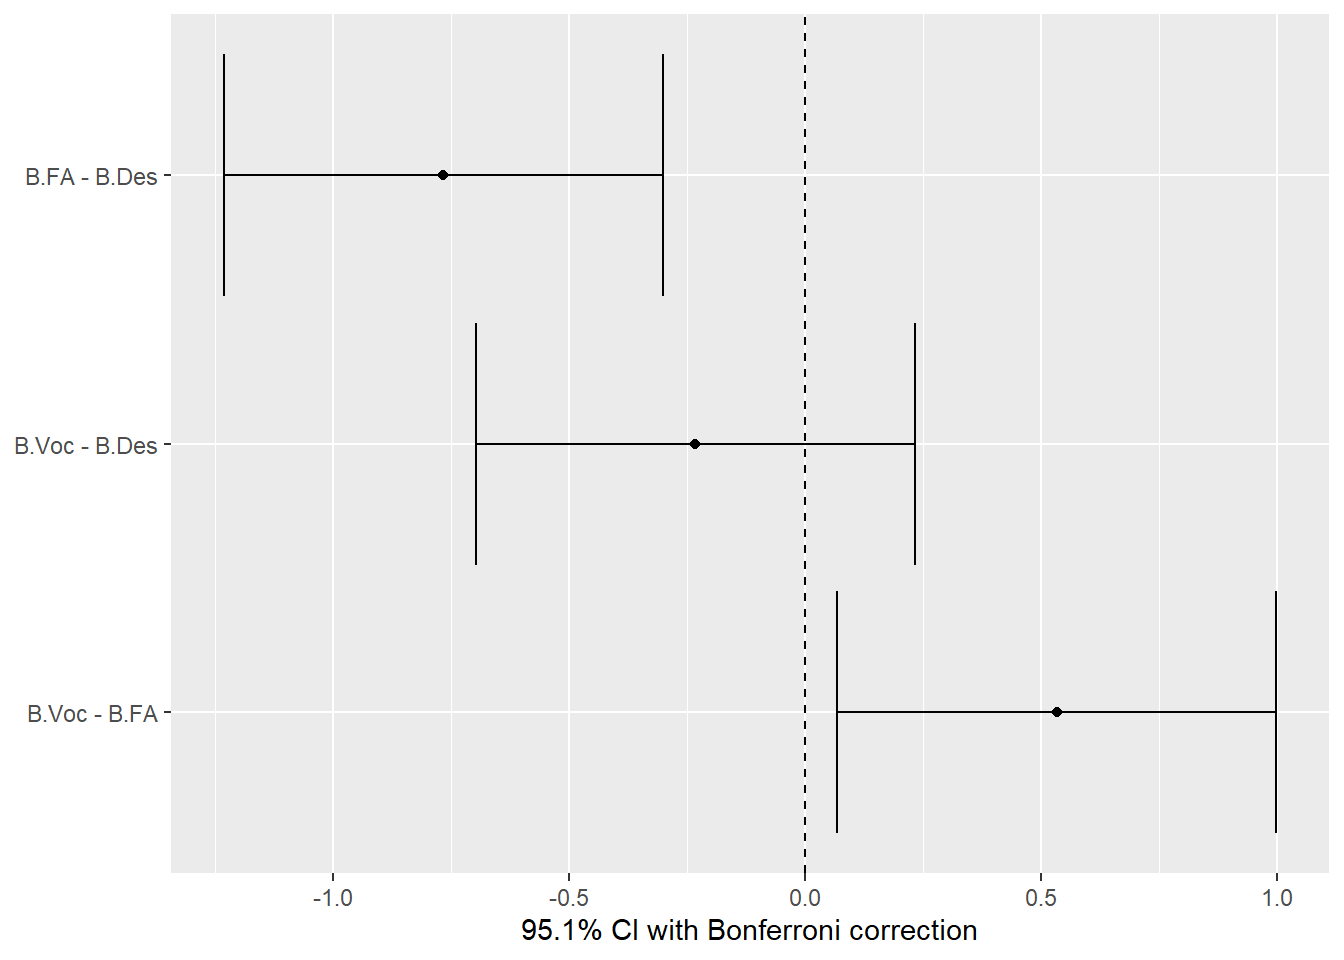 B.FA - B.Des
B.Voc - B.Des
B.Voc - B.FA
-1.0 -0.5 0.0 0.5 1.0
95.1% CI with Bonferroni correction